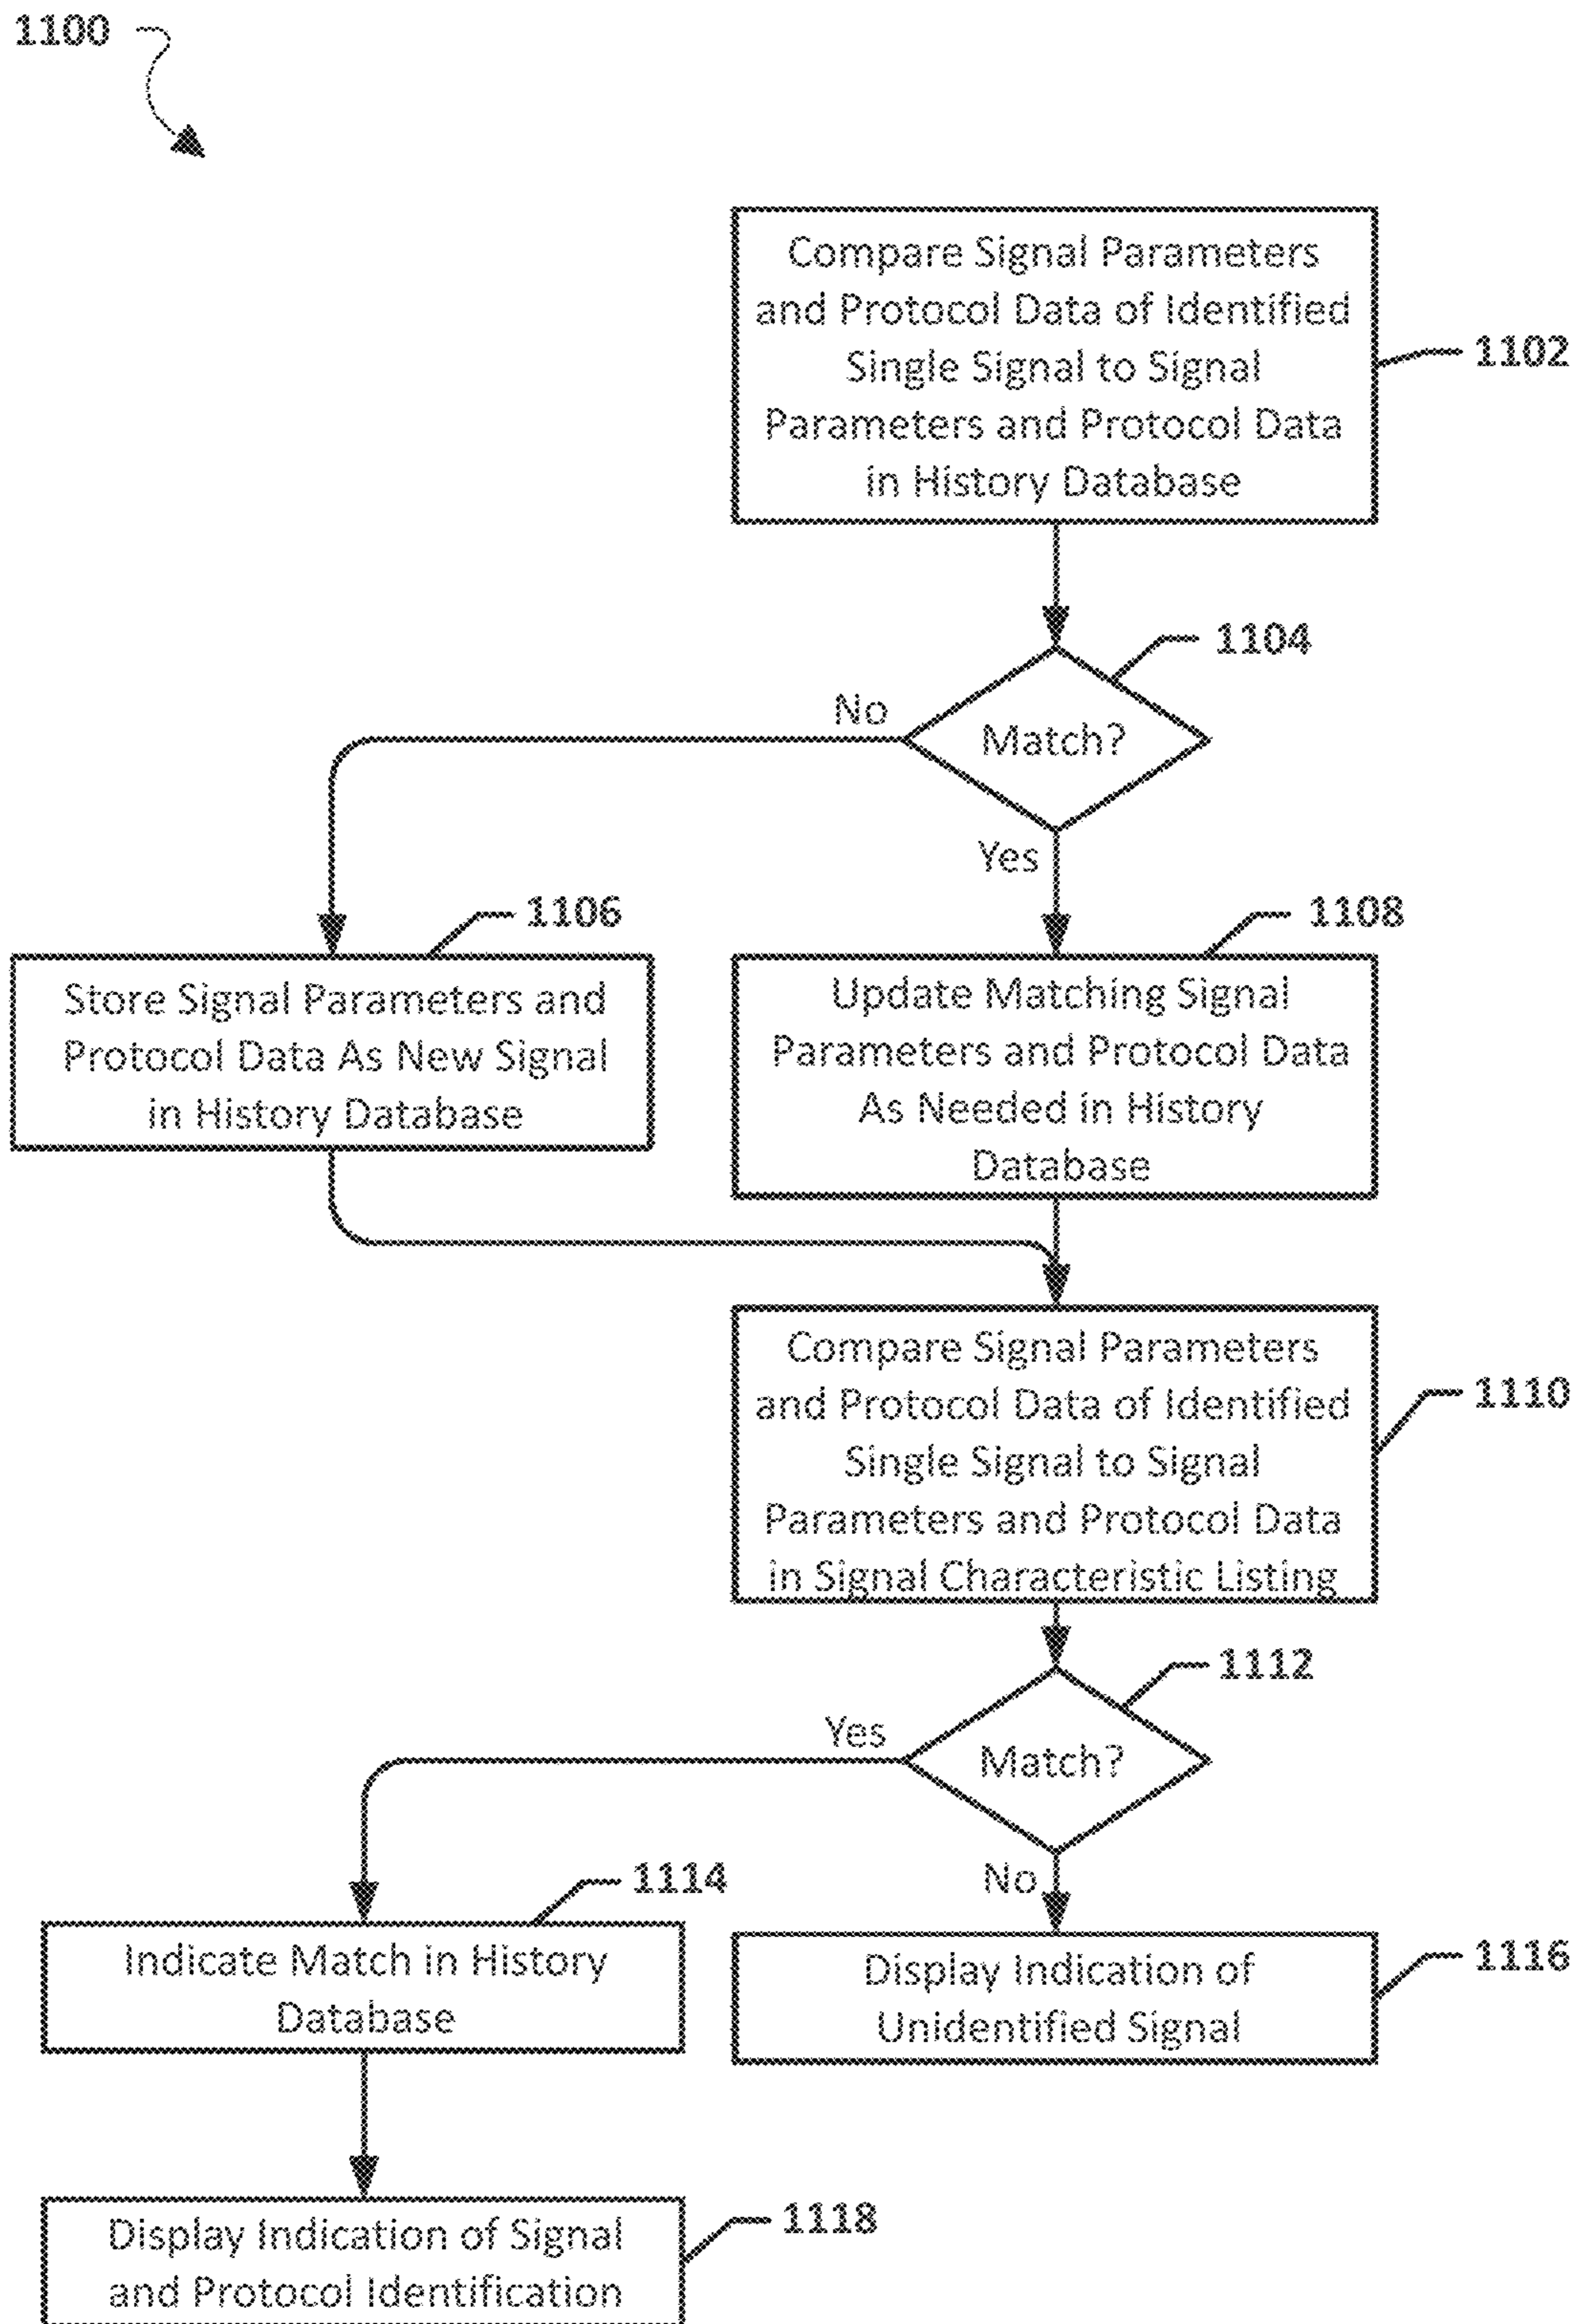 1100
Compare Signal Parameters
and Protocol Data of Identified
Single Signal to Signal
Parameters and Protocol Data
in History Database
1102
1104
Match?
No
Yes
1106
Store Signal Parameters and
Protocol Data As New Signal
in History Database
1108
Update Matching Signal
Parameters and Protocol Data
As Needed in History
Database
Compare Signal Parameters
and Protocol Data of Identified
Single Signal to Signal
Parameters and Protocol Data
in Signal Characteristic Listing
1110
1112
Match?
Yes
No
1114
Indicate Match in History
Database
Display Indication of
Unidentified Signal
1116
Display Indication of Signal
and Protocol Identification
1118